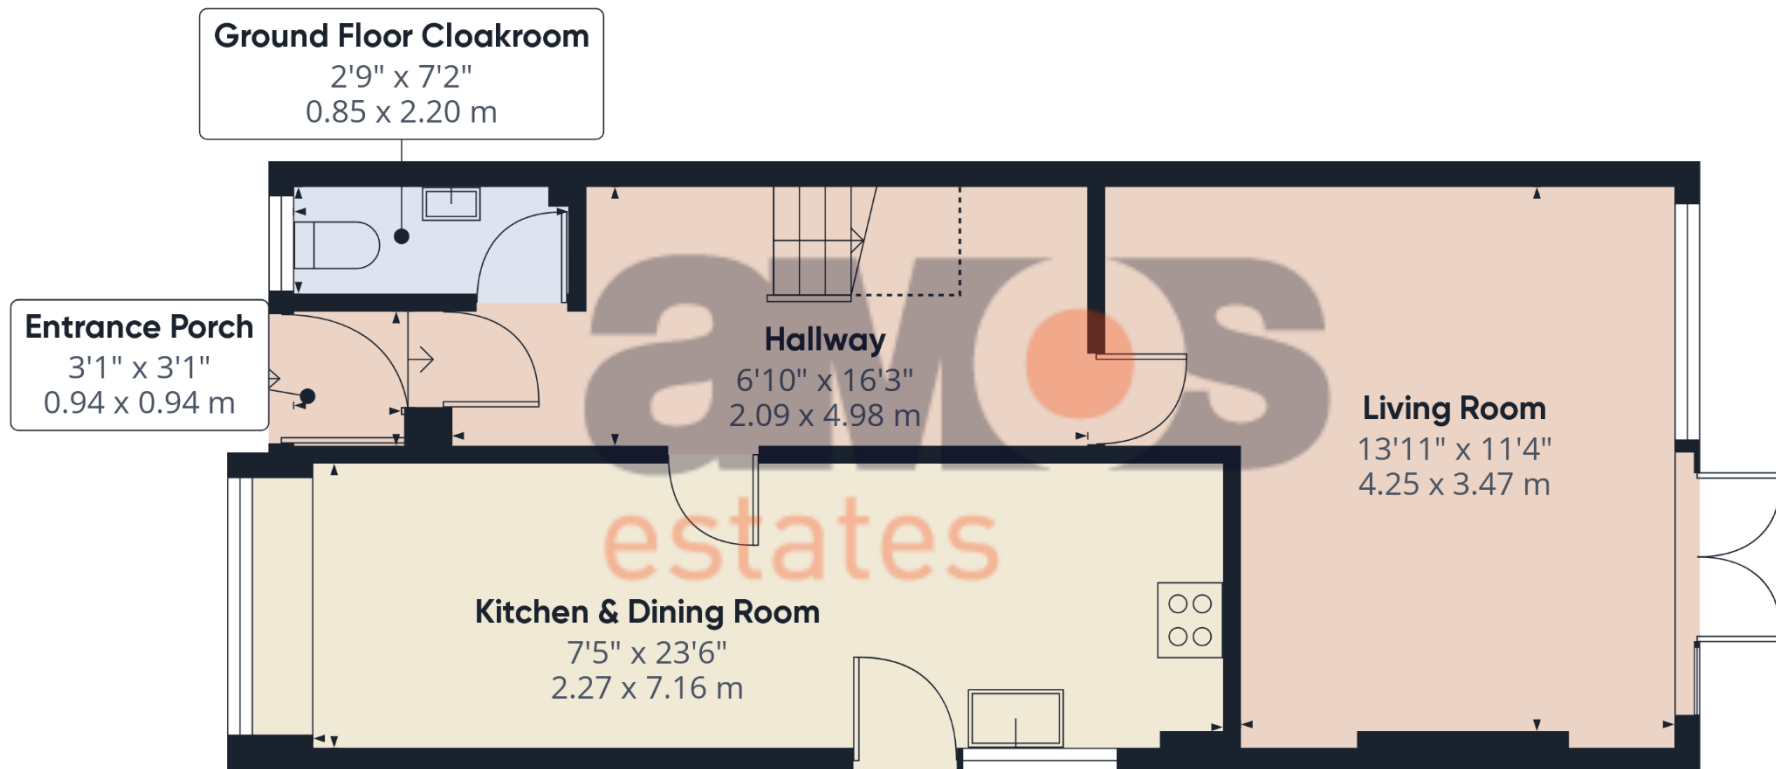 Ground Floor Cloakroom
2'9" x 7'2"
0.85 x 2.20 m
Entrance Porch
3'1" x 3'1"
0.94 x 0.94 m
Hallway
6'10" x 16'3"
2.09 x 4.98 m
Living Room
13'11" x 11'4"
4.25 x 3.47 m
amos
estates
Kitchen & Dining Room
7'5" x 23'6"
2.27 x 7.16 m